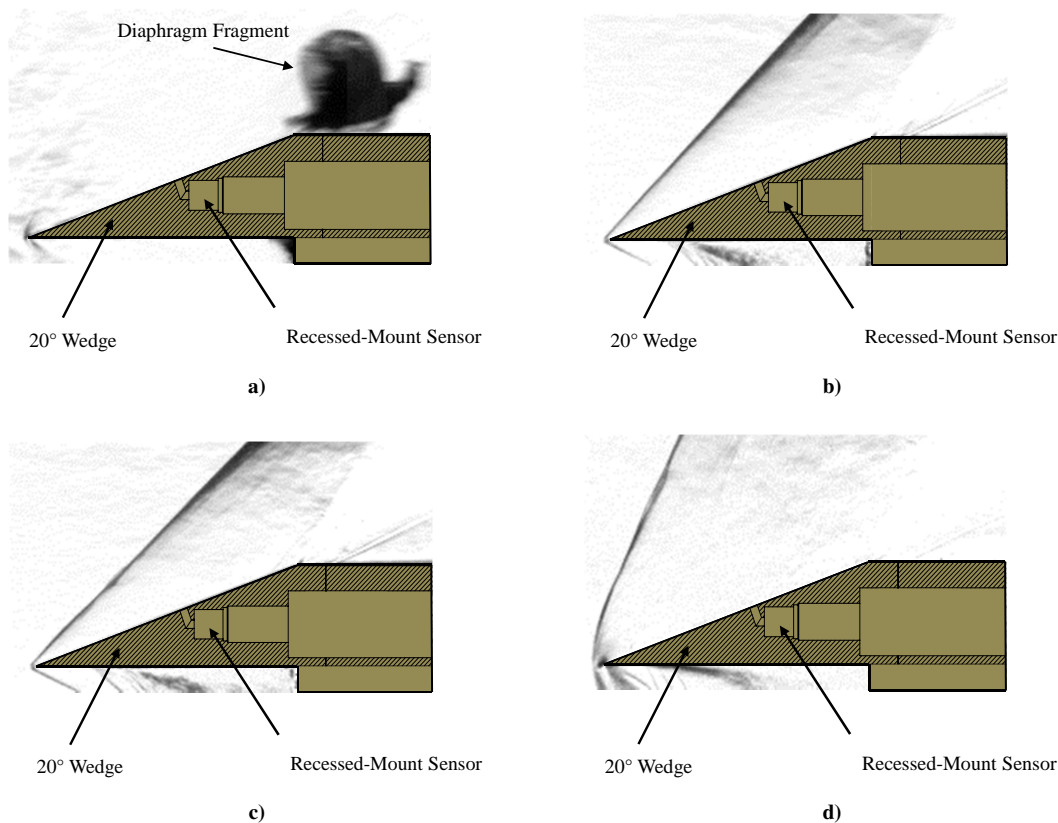 Diaphragm Fragment
20° Wedge
Recessed-Mount Sensor
a)
20° Wedge
Recessed-Mount Sensor
b)
20° Wedge
Recessed-Mount Sensor
c)
20° Wedge
Recessed-Mount Sensor
d)